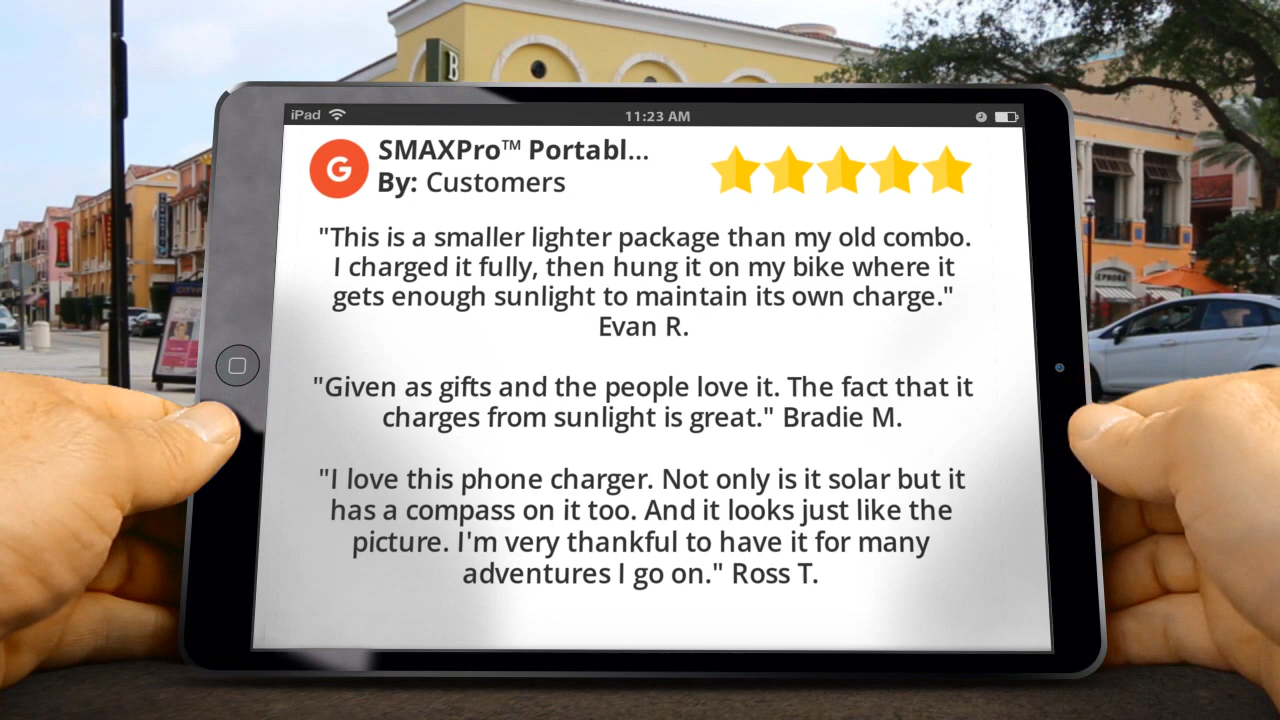 B
iPad
11:23 AM
G
SMAXPro™ Portabl...
By: Customers
"This is a smaller lighter package than my old combo.
I charged it fully, then hung it on my bike where it
gets enough sunlight to maintain its own charge."
Evan R.
"Given as gifts and the people love it. The fact that it
charges from sunlight is great." Bradie M.
"I love this phone charger. Not only is it solar but it
has a compass on it too. And it looks just like the
picture. I'm very thankful to have it for many
adventures I go on." Ross T.
SEPHORA